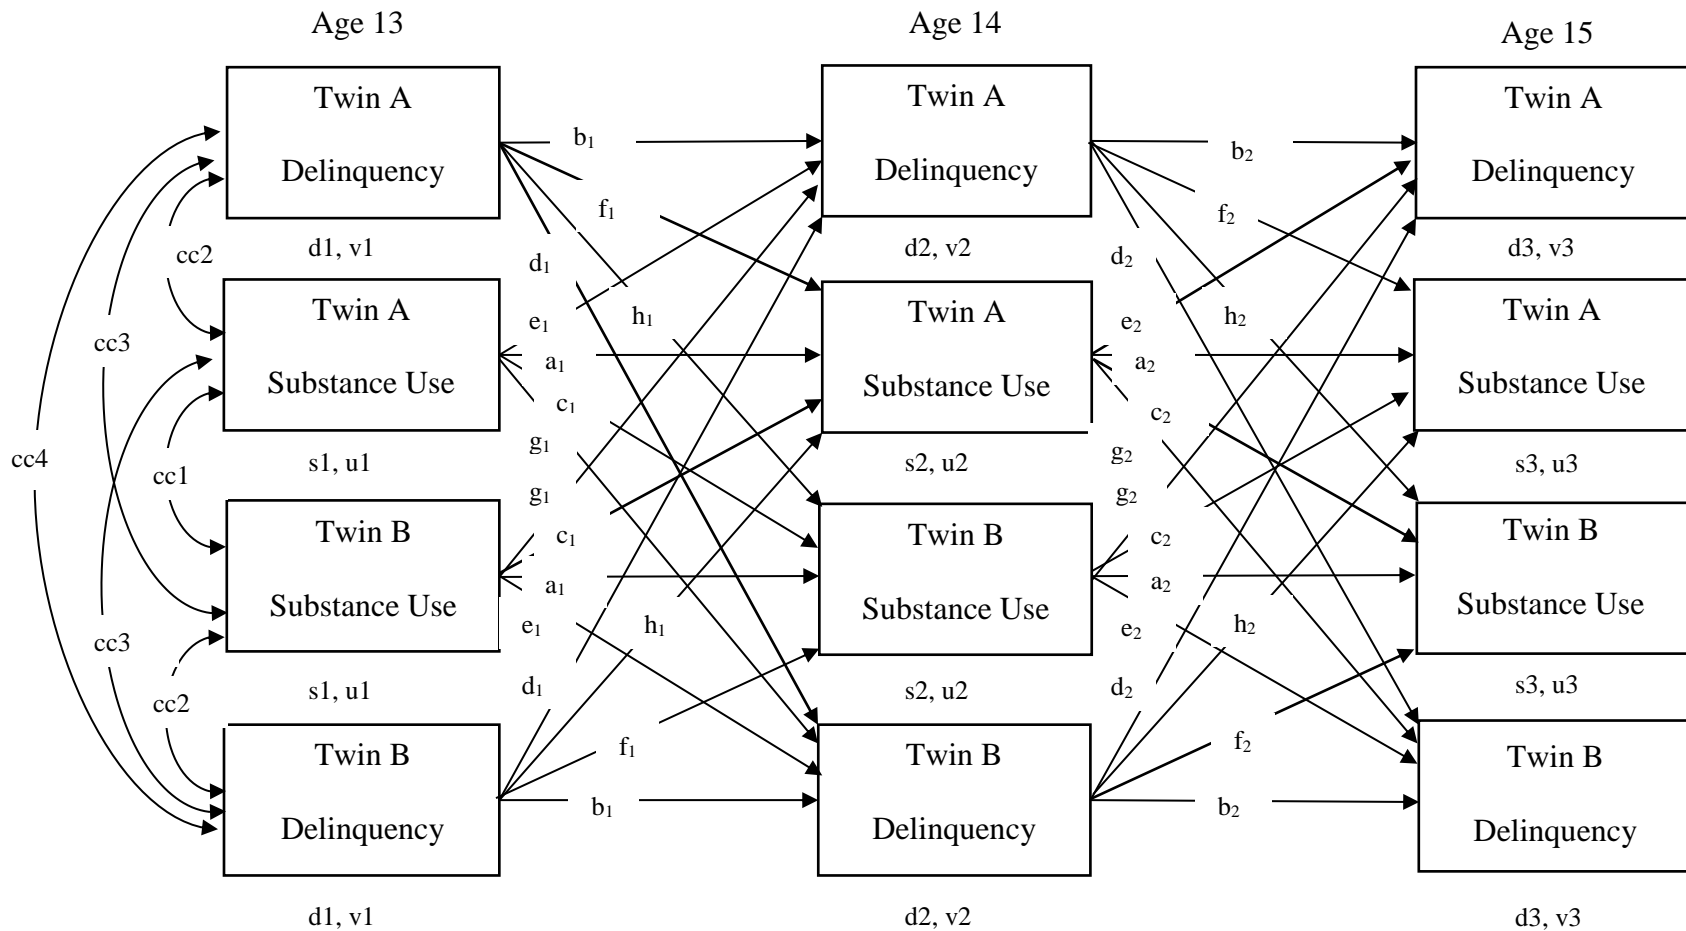 Age 13
Age 14
Age 15
Twin A
Delinquency
d1, v1
Twin A
Substance Use
s1, u1
Twin B
Substance Use
s1, u1
Twin B
Delinquency
d1, v1
cc2
cc3
cc4
cc1
cc3
cc2
b₁
f₁
d₁
e₁
h₁
a₁
c₁
g₁
g₁
c₁
a₁
e₁
h₁
d₁
f₁
b₁
Twin A
Delinquency
d2, v2
Twin A
Substance Use
s2, u2
Twin B
Substance Use
s2, u2
Twin B
Delinquency
d2, v2
b₂
f₂
d₂
e₂
h₂
a₂
c₂
g₂
g₂
c₂
a₂
e₂
h₂
d₂
f₂
b₂
Twin A
Delinquency
d3, v3
Twin A
Substance Use
s3, u3
Twin B
Substance Use
s3, u3
Twin B
Delinquency
d3, v3